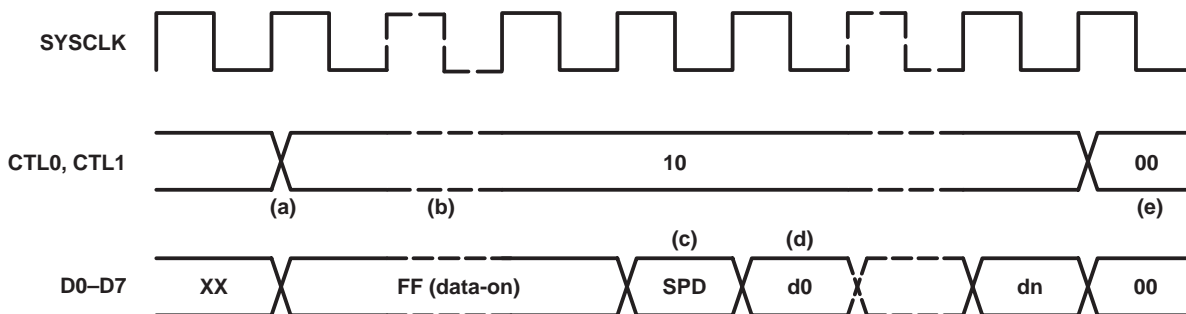 SYSCLK
CTL0, CTL1
10
00
(a)
(b)
(e)
(c)
(d)
D0–D7
XX
FF (data-on)
SPD
d0
dn
00